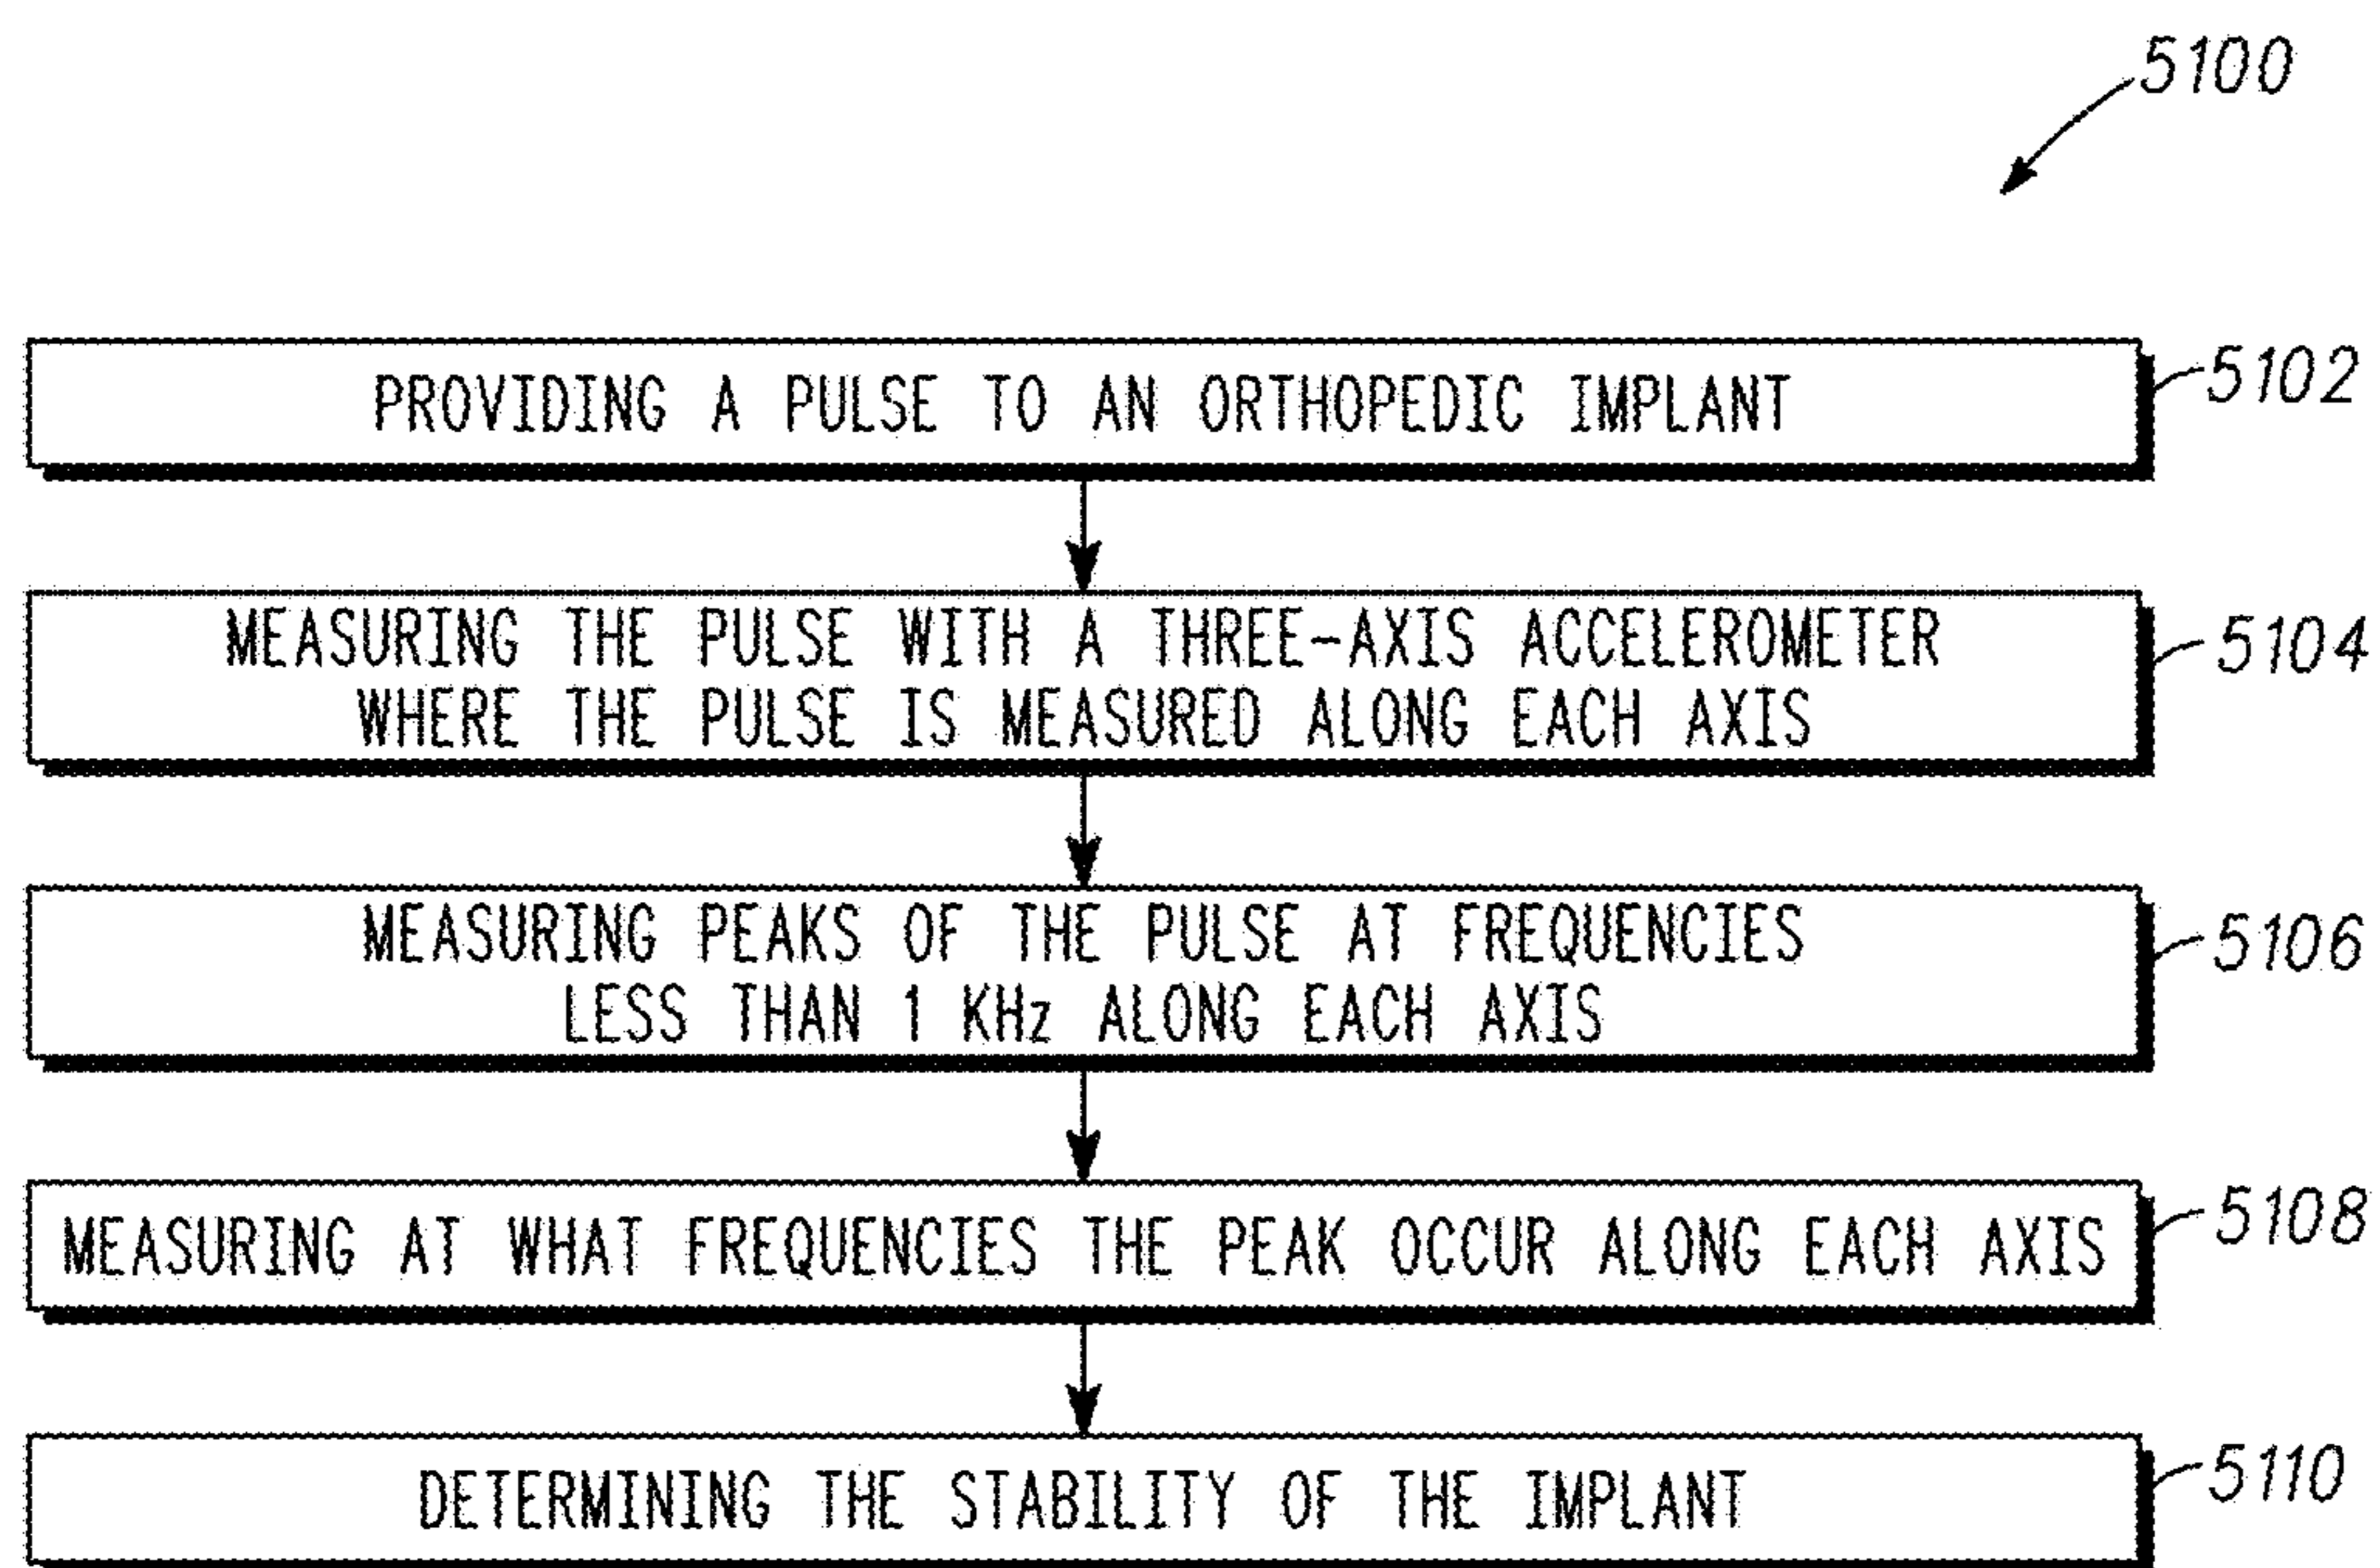 5100
PROVIDING A PULSE TO AN ORTHOPEDIC IMPLANT
5102
MEASURING THE PULSE WITH A THREE-AXIS ACCELEROMETER
WHERE THE PULSE IS MEASURED ALONG EACH AXIS
5104
MEASURING PEAKS OF THE PULSE AT FREQUENCIES
LESS THAN 1 KHz ALONG EACH AXIS
5106
MEASURING AT WHAT FREQUENCIES THE PEAK OCCUR ALONG EACH AXIS
5108
DETERMINING THE STABILITY OF THE IMPLANT
5110